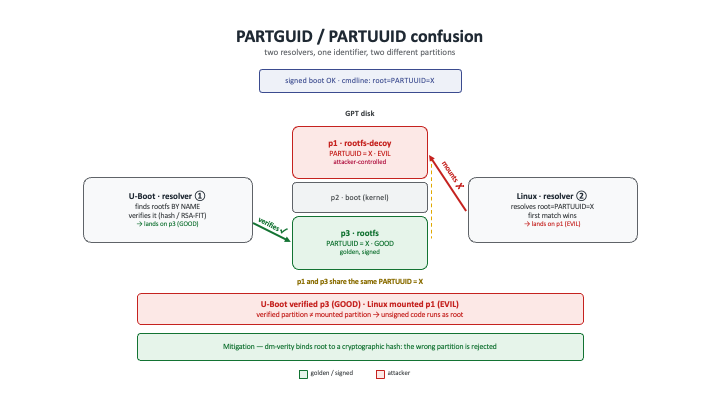 PARTGUID / PARTUUID confusion
two resolvers, one identifier, two different partitions
signed boot OK · cmdline: root=PARTUUID=X
GPT disk
p1 · rootfs-decoy
PARTUUID = X · EVIL
attacker-controlled
mounts ✗
U-Boot · resolver ①
finds rootfs BY NAME
verifies it (hash / RSA-FIT)
→ lands on p3 (GOOD)
p2 · boot (kernel)
Linux · resolver ②
resolves root=PARTUUID=X
first match wins
→ lands on p1 (EVIL)
verifies ✓
p3 · rootfs
PARTUUID = X · GOOD
golden, signed
p1 and p3 share the same PARTUUID = X
U-Boot verified p3 (GOOD) · Linux mounted p1 (EVIL)
verified partition ≠ mounted partition → unsigned code runs as root
Mitigation — dm-verity binds root to a cryptographic hash: the wrong partition is rejected
golden / signed
attacker